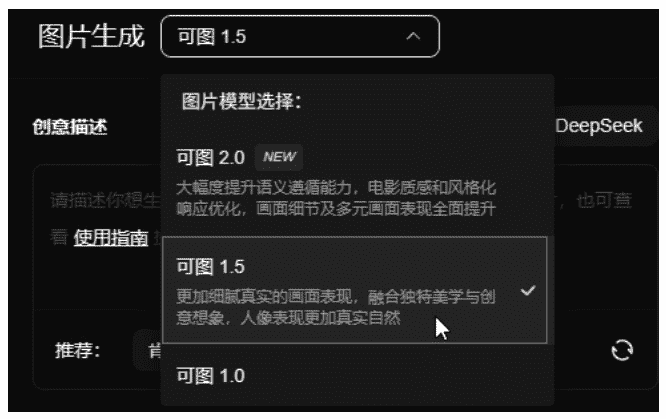 图片生成 可图 1.5
图片模型选择：
创意描述
DeepSeek
可图 2.0 NEW
大幅度提升语义遵循能力，电影质感和风格化
响应优化，画面细节及多元画面表现全面提升
请描述你想生
，也可查
看 使用指南
可图 1.5
更加细腻真实的画面表现，融合独特美学与创
意想象，人像表现更加真实自然
推荐：
可图 1.0